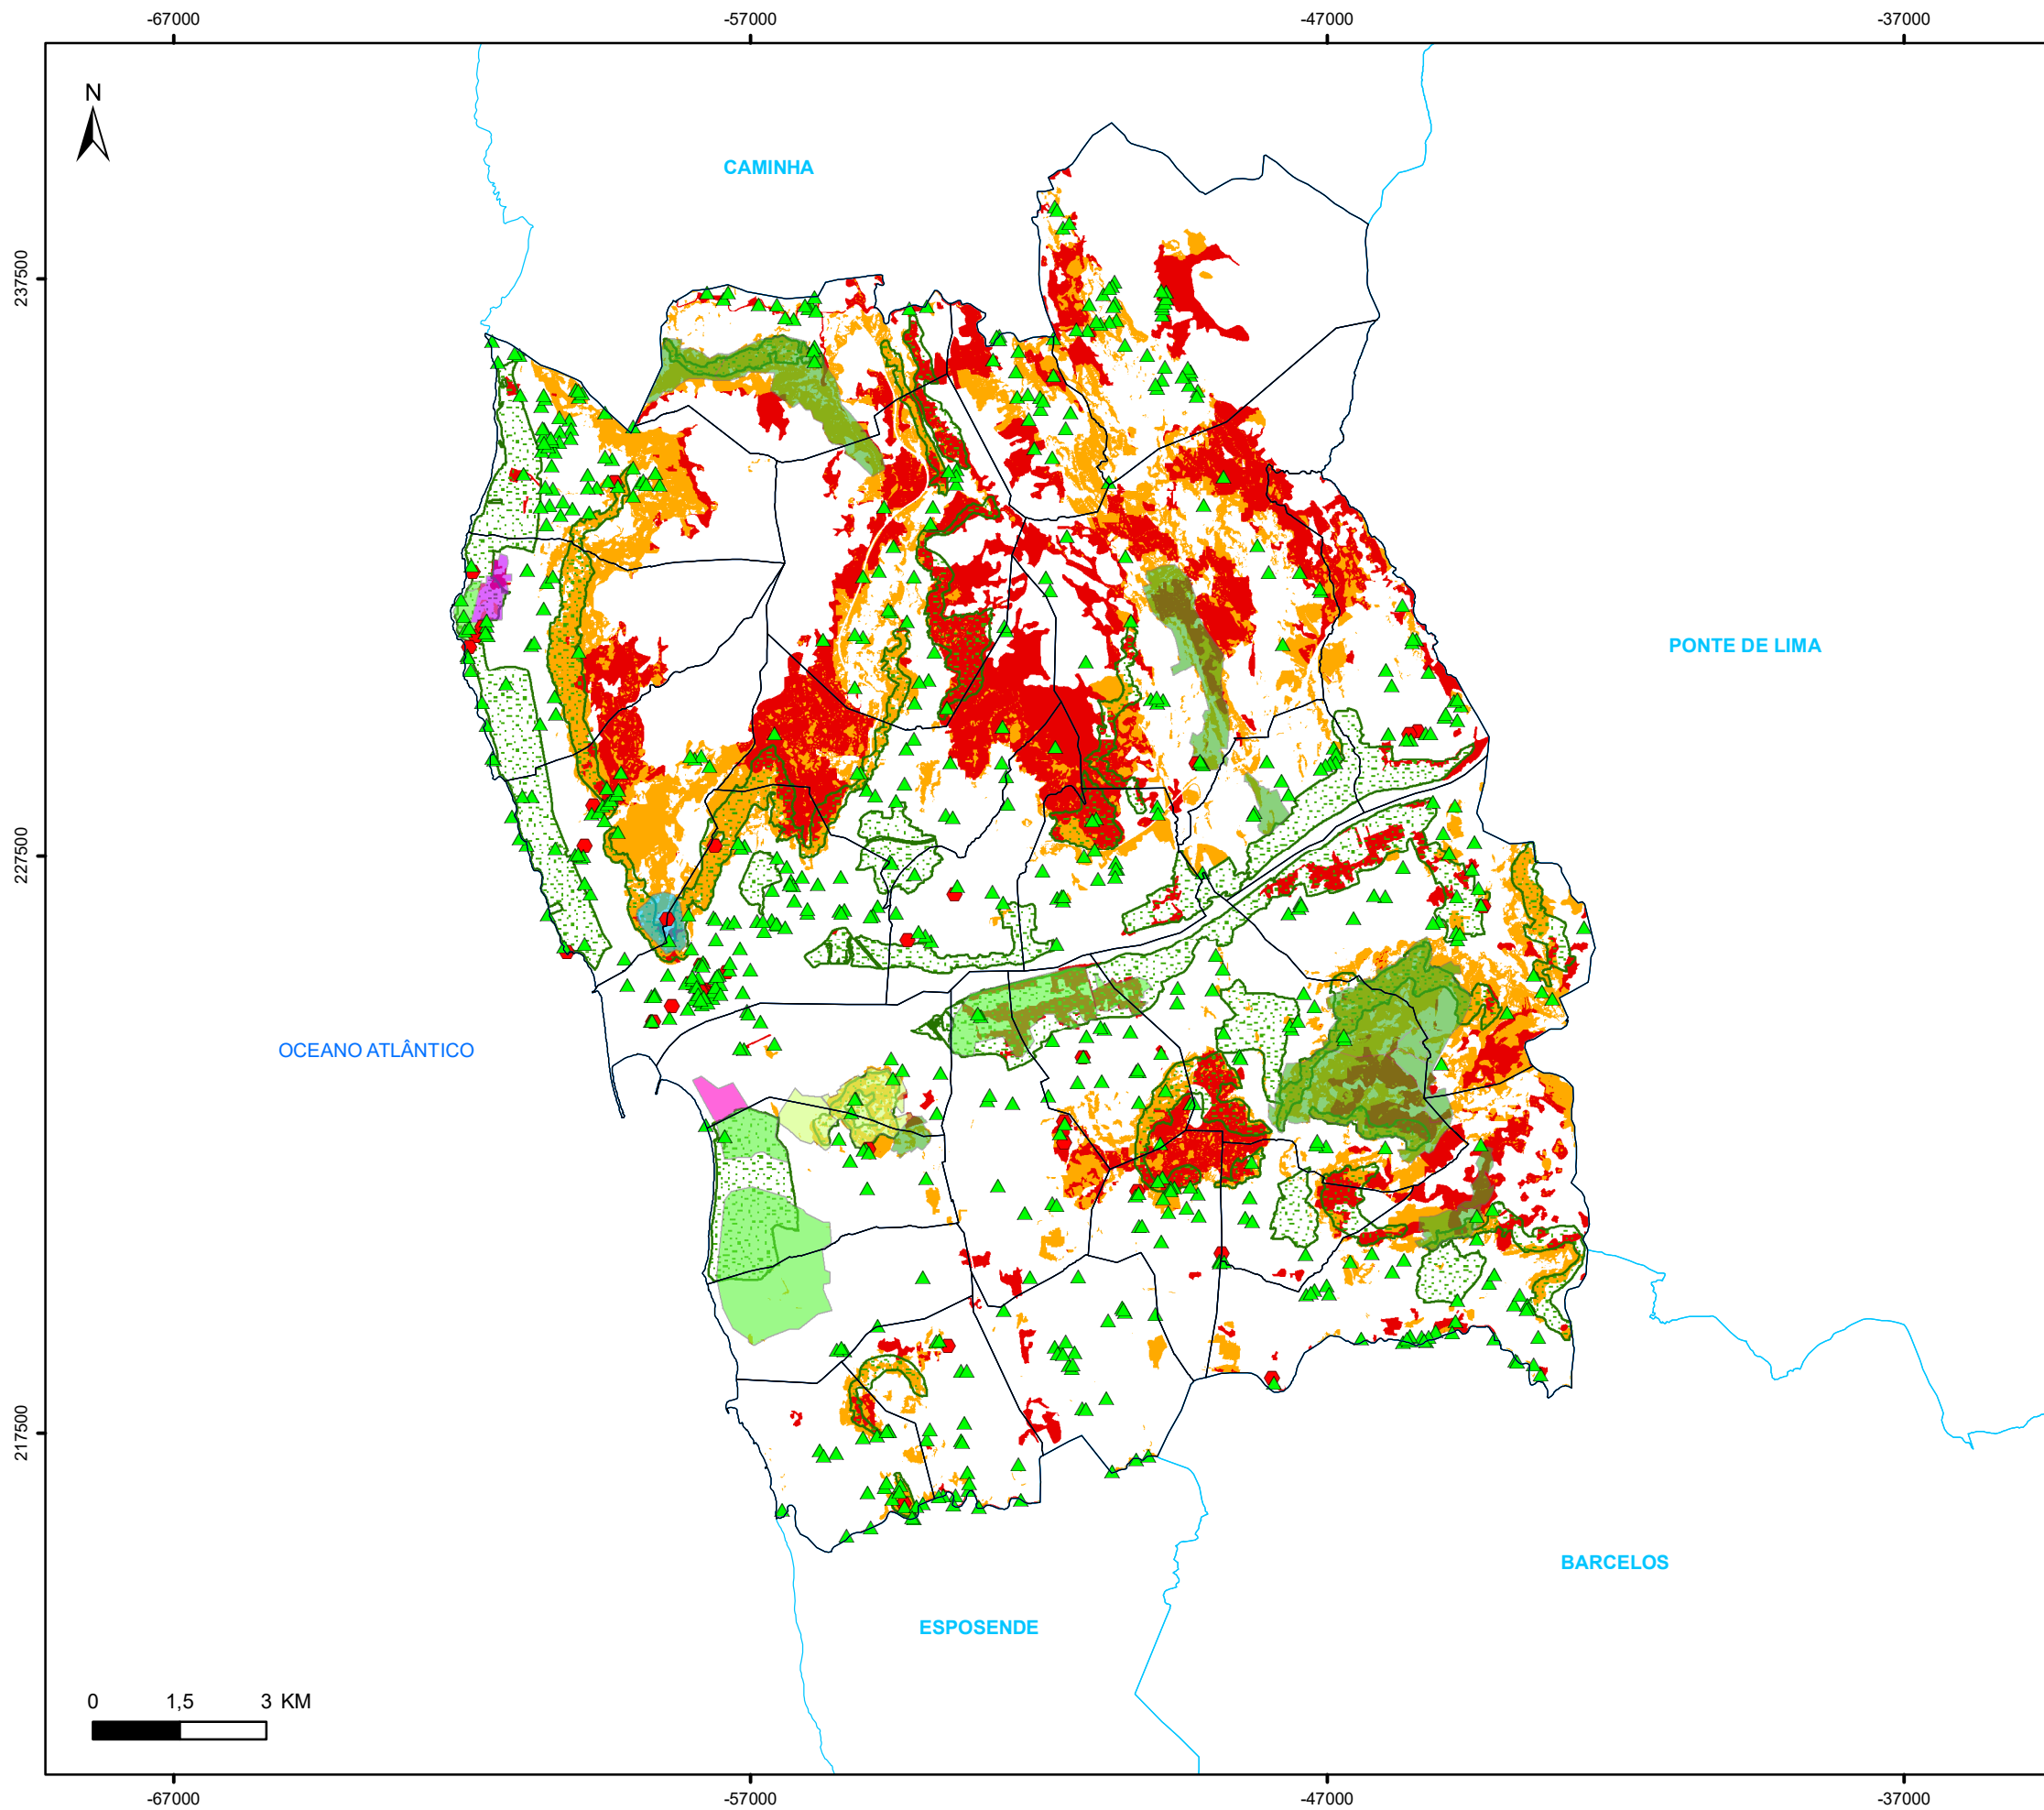 -67000 -57000 -47000 -37000
N
CAMINHA
237500
PONTE DE LIMA
227500
OCEANO ATLÂNTICO
217500
BARCELOS
ESPOSENDE
0 1,5 3 KM
-67000 -57000 -47000 -37000